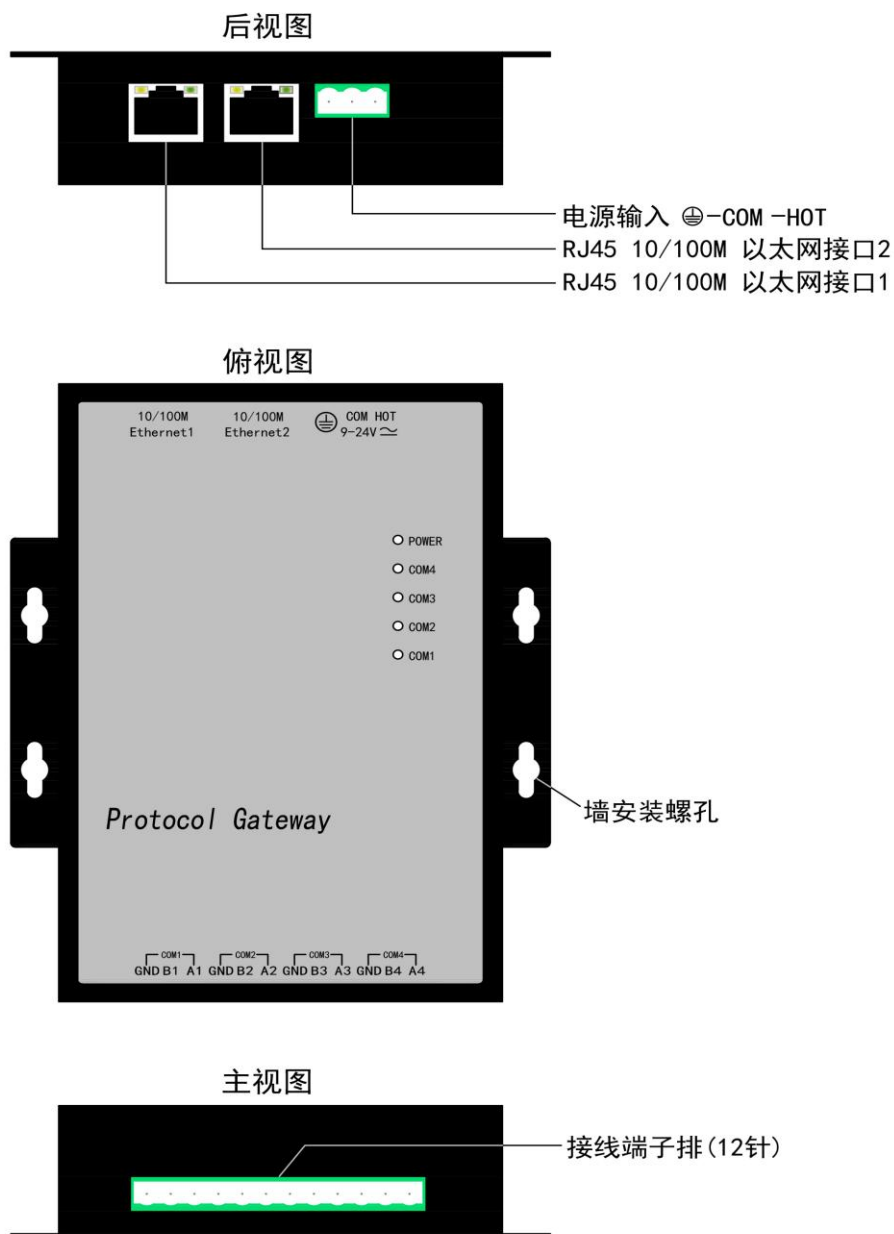 后视图
电源输入 ⏚-COM -HOT
RJ45 10/100M 以太网接口2
RJ45 10/100M 以太网接口1
俯视图
10/100M Ethernet1
10/100M Ethernet2
COM HOT
9-24V
POWER
COM4
COM3
COM2
COM1
墙安装螺孔
Protocol Gateway
COM1 COM2 COM3 COM4
GND B1 A1 GND B2 A2 GND B3 A3 GND B4 A4
主视图
接线端子排(12针)